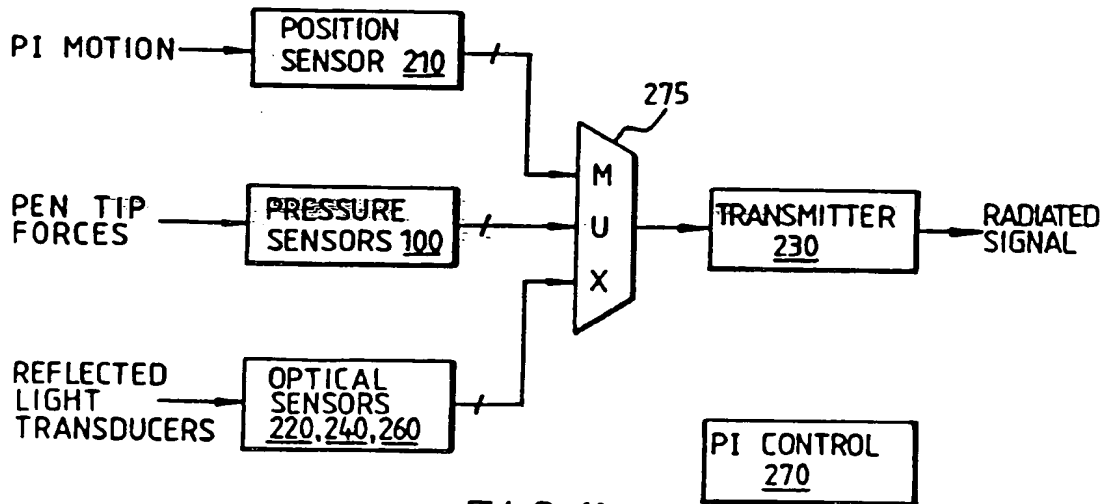 PI MOTION
POSITION
SENSOR 210
275
PEN TIP
FORCES
PRESSURE
SENSORS 100
M
U
X
TRANSMITTER
230
RADIATED
SIGNAL
REFLECTED
LIGHT
TRANSDUCERS
OPTICAL
SENSORS
220, 240, 260
PI CONTROL
270